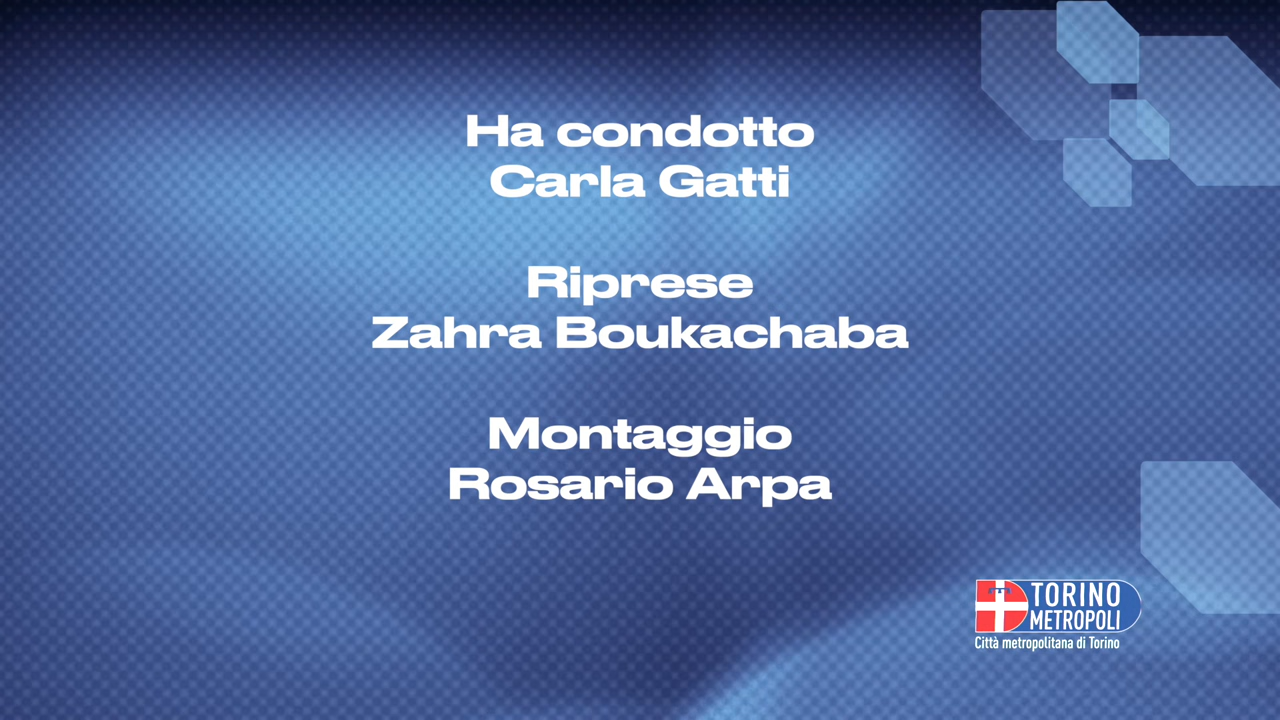 Ha condotto
Carla Gatti
Riprese
Zahra Boukachaba
Montaggio
Rosario Arpa
TORINO
METROPOLI
Città metropolitana di Torino